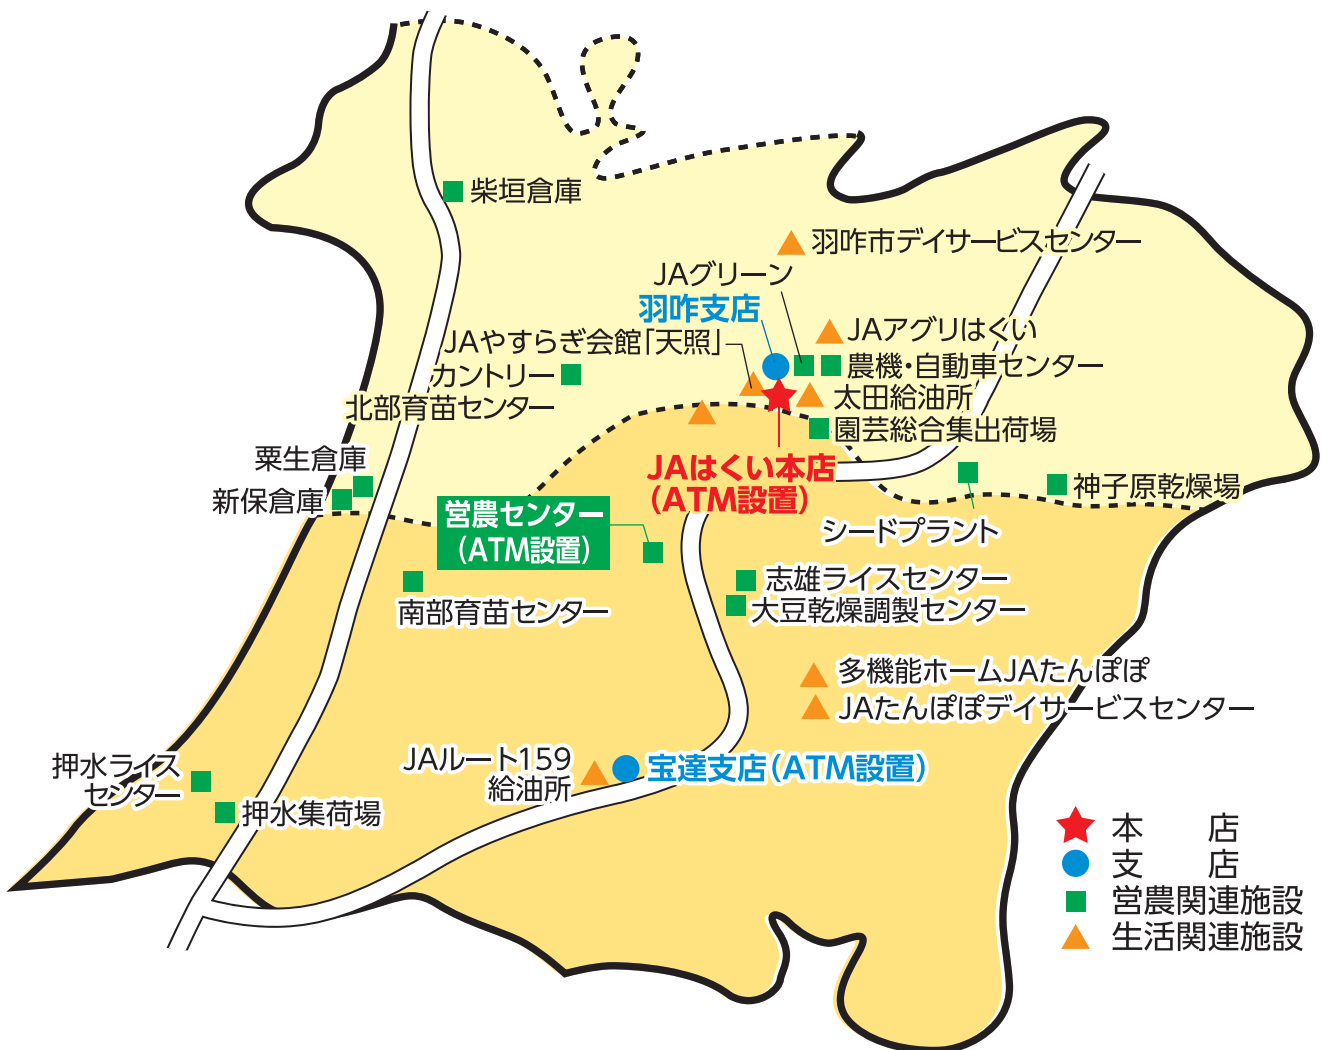 柴垣倉庫
羽咋市デイサービスセンター
JAグリーン
羽咋支店
JAアグリはくい
JAやすらぎ会館「天照」
農機・自動車センター
カントリー
太田給油所
北部育苗センター
園芸総合集出荷場
粟生倉庫
JAはくい本店
(ATM設置)
新保倉庫
神子原乾燥場
営農センター
(ATM設置)
シードプラント
志雄ライスセンター
南部育苗センター
大豆乾燥調製センター
多機能ホームJAたんぽぽ
JAたんぽぽデイサービスセンター
押水ライス
センター
JAルート159
給油所
宝達支店(ATM設置)
押水集荷場
本　店
支　店
営農関連施設
生活関連施設